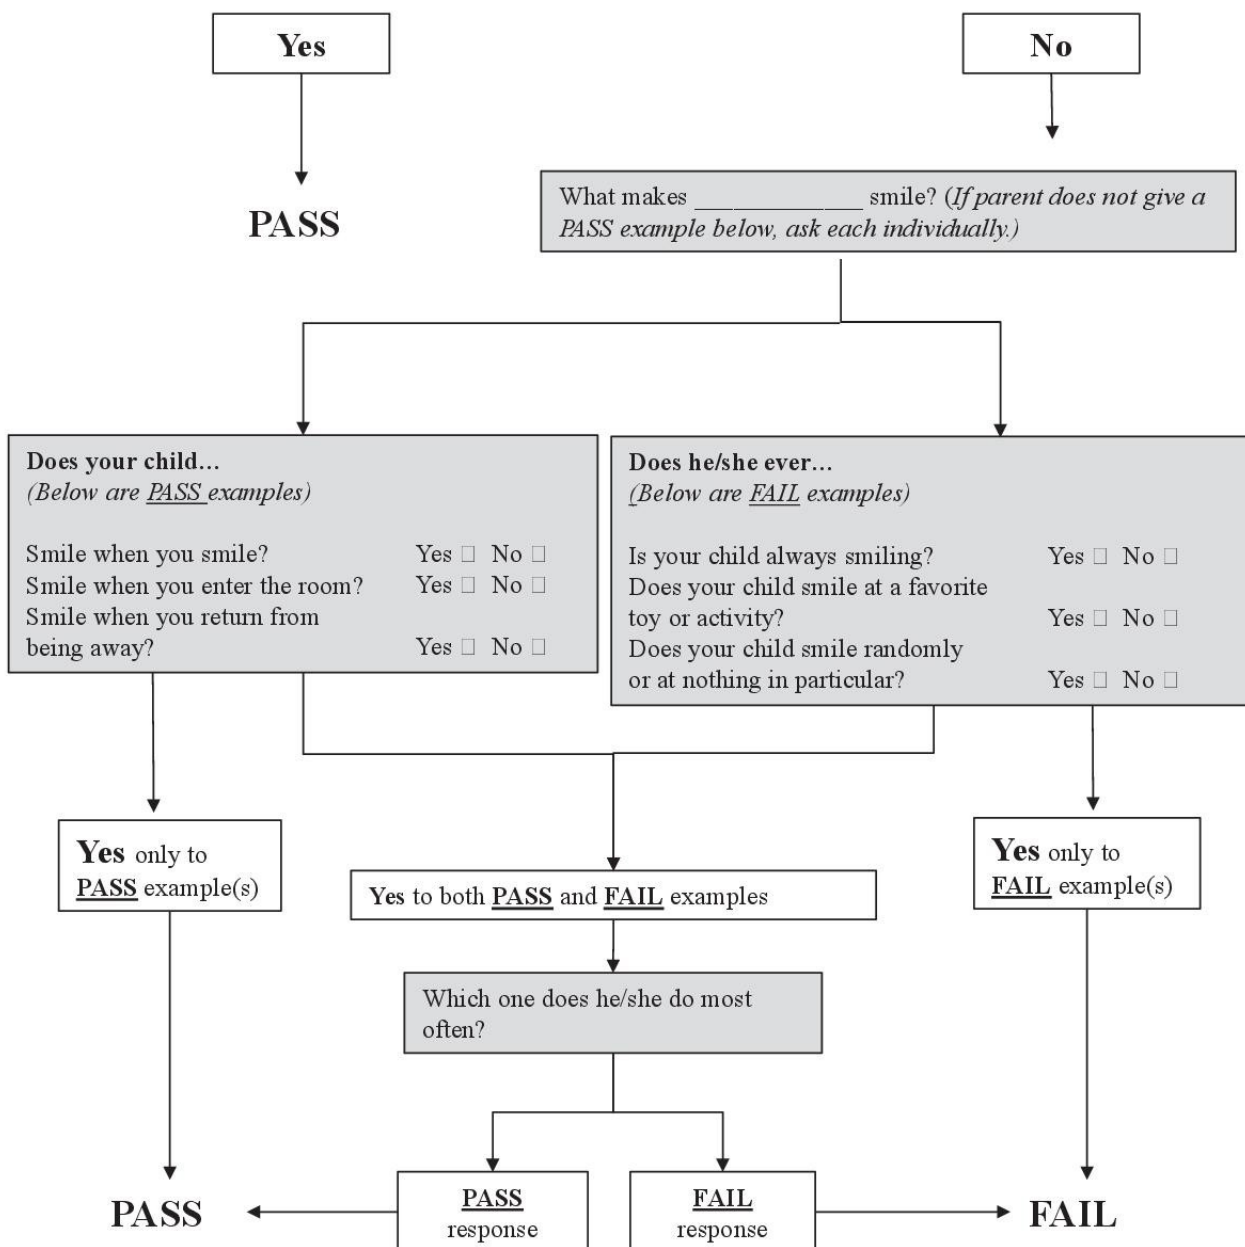 Yes
No
PASS
What makes _____________ smile? (If parent does not give a
PASS example below, ask each individually.)
Does your child…
(Below are PASS examples)
Smile when you smile? Yes □ No □
Smile when you enter the room? Yes □ No □
Smile when you return from
being away? Yes □ No □
Does he/she ever…
(Below are FAIL examples)
Is your child always smiling? Yes □ No □
Does your child smile at a favorite
toy or activity? Yes □ No □
Does your child smile randomly
or at nothing in particular? Yes □ No □
Yes only to
PASS example(s)
Yes to both PASS and FAIL examples
Yes only to
FAIL example(s)
Which one does he/she do most
often?
PASS
PASS
response
FAIL
response
FAIL